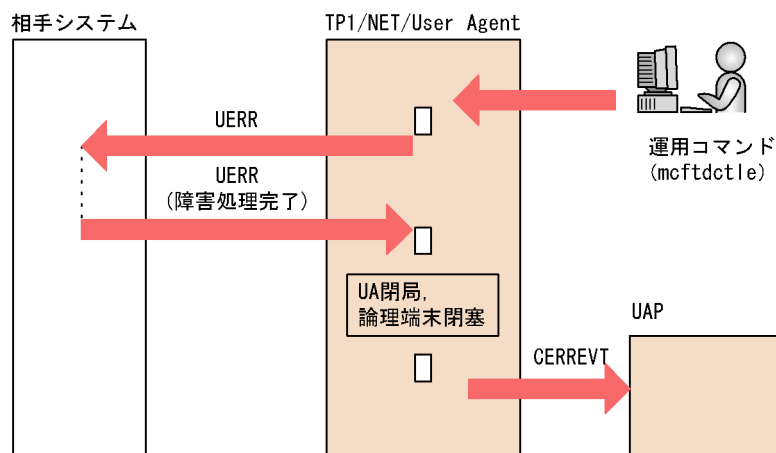 相手システム
TP1/NET/User Agent
UERR
運用コマンド
(mcftdctle)
UERR
(障害処理完了)
UA閉局,
論理端末閉塞
UAP
CERREVT